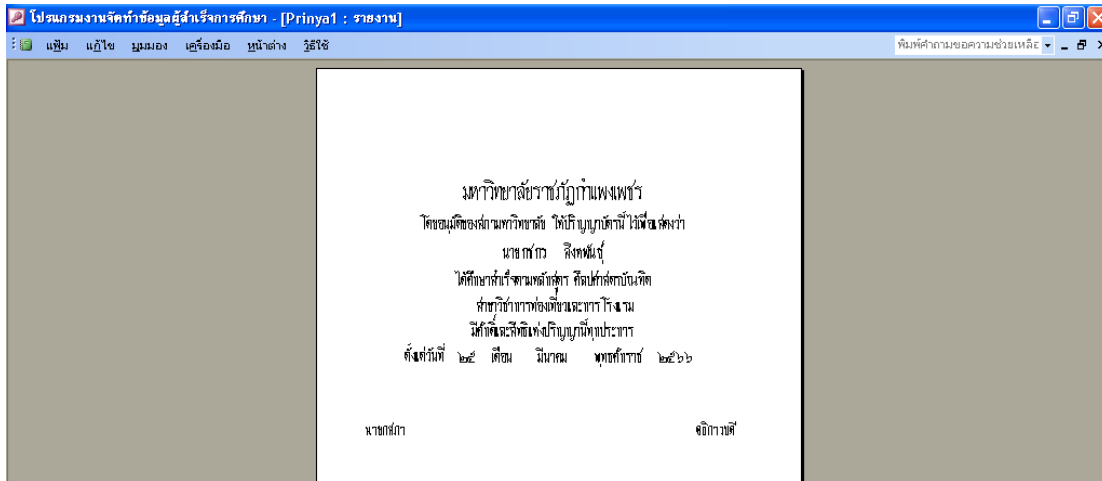 โปรแกรมงานจัดทำข้อมูลผู้สำเร็จการศึกษา - [Prinya1 : รายงาน]
แฟ้ม แก้ไข มุมมอง เครื่องมือ หน้าต่าง วิธีใช้ พิมพ์คำถามขอความช่วยเหลือ
มหาวิทยาลัยราชภัฏกำแพงเพชร
โดยอนุมัติของสภามหาวิทยาลัย ให้ปริญญาบัตรนี้ไว้เพื่อแสดงว่า
นาย สิงหพันธุ์
ได้ศึกษาสำเร็จตามหลักสูตร ศิลปศาสตรบัณฑิต
สาขาวิชาการท่องเที่ยวและการโรงแรม
มีศักดิ์และสิทธิแห่งปริญญานี้ทุกประการ
ตั้งแต่วันที่ ๒๕ เดือน มีนาคม พุทธศักราช ๒๕๖๖
นายกสภา อธิการบดี